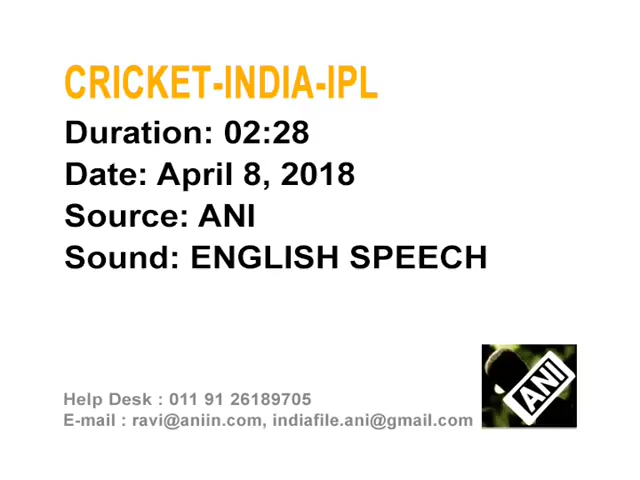 CRICKET-INDIA-IPL
Duration: 02:28
Date: April 8, 2018
Source: ANI
Sound: ENGLISH SPEECH
Help Desk : 011 91 26189705
E-mail : ravi@aniin.com, indiafile.ani@gmail.com
ANI